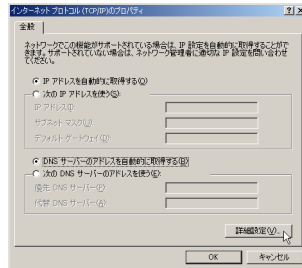 インターネット プロトコル (TCP/IP)のプロパティ
全般
ネットワークでこの機能がサポートされている場合は、IP 設定を自動的に取得することがで
きます。サポートされていない場合は、ネットワーク管理者に適切な IP 設定を問い合わせ
てください。
IP アドレスを自動的に取得する(O)
次の IP アドレスを使う(S):
IP アドレス(I):
サブネット マスク(U):
デフォルト ゲートウェイ(D):
DNS サーバーのアドレスを自動的に取得する(B)
次の DNS サーバーのアドレスを使う(E):
優先 DNS サーバー(P):
代替 DNS サーバー(A):
詳細設定(V)...
OK
キャンセル